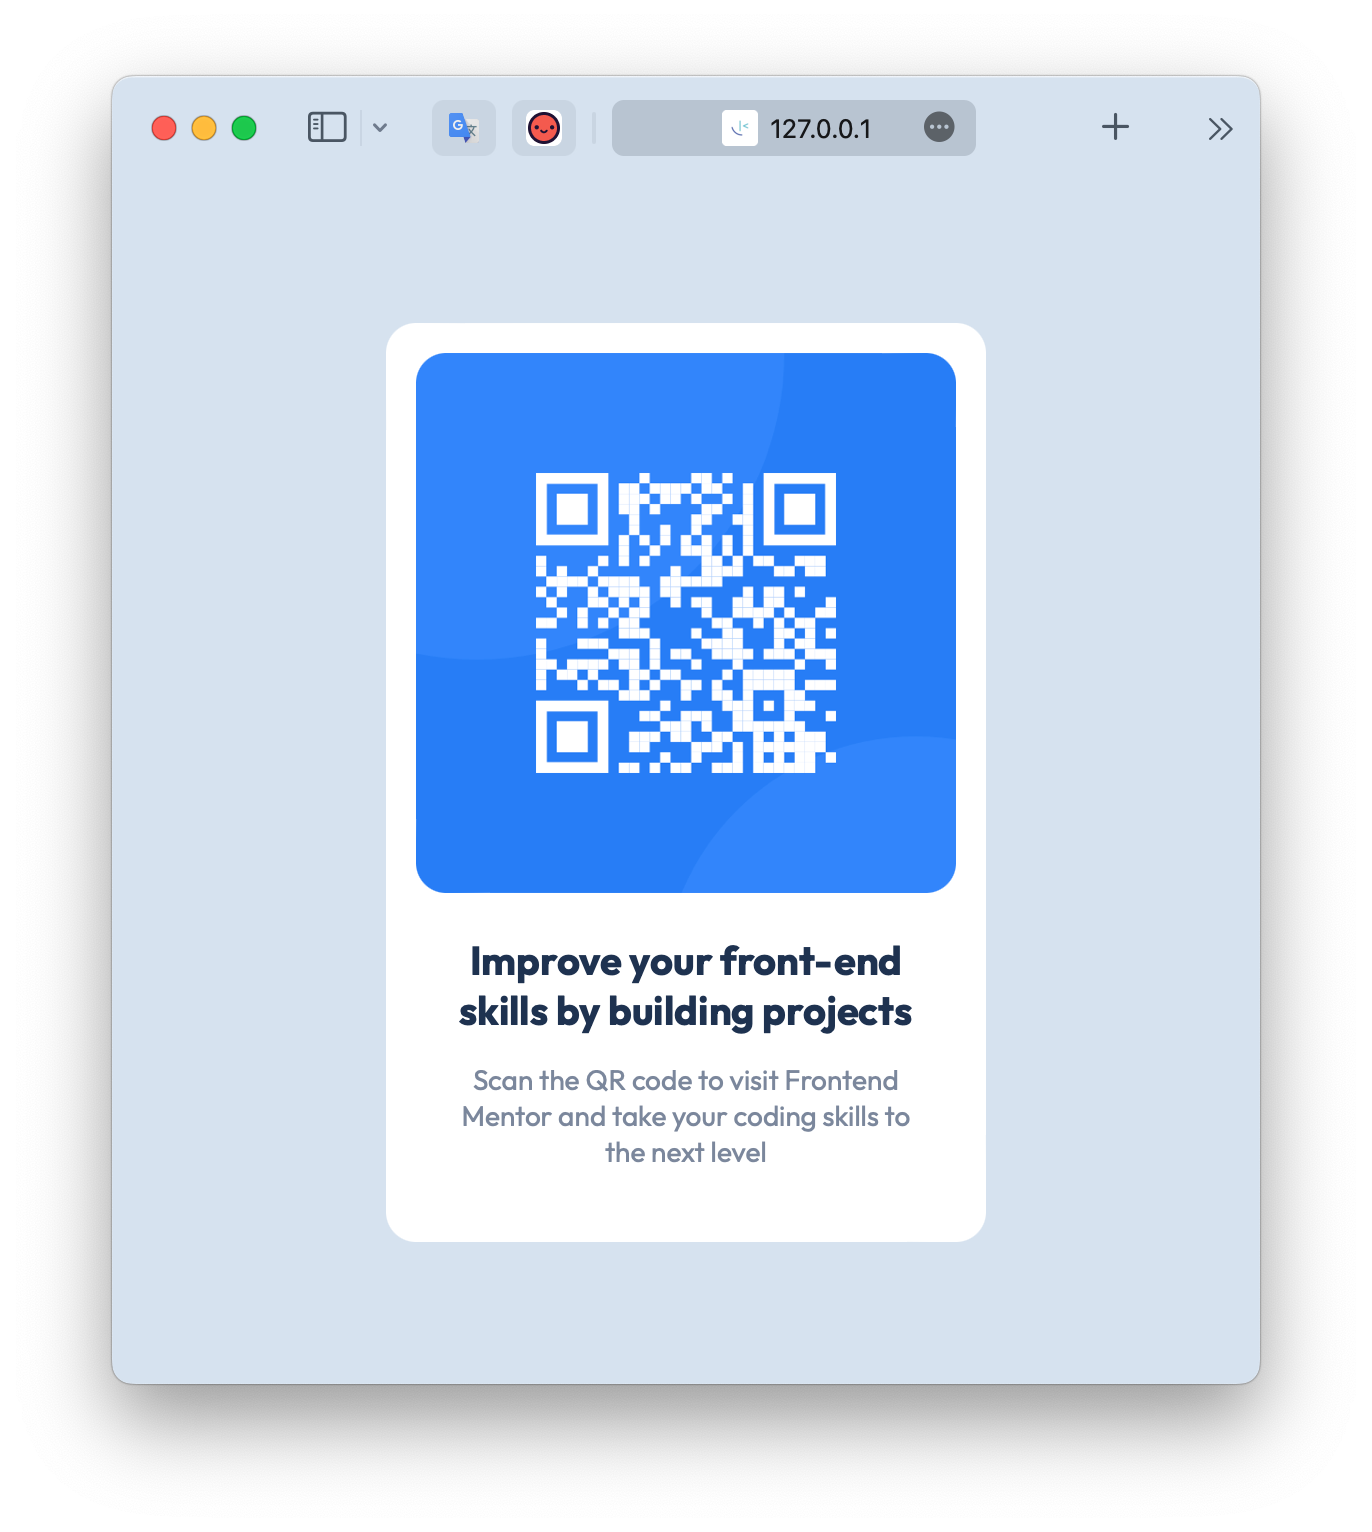 127.0.0.1
Improve your front-end
skills by building projects
Scan the QR code to visit Frontend
Mentor and take your coding skills to
the next level